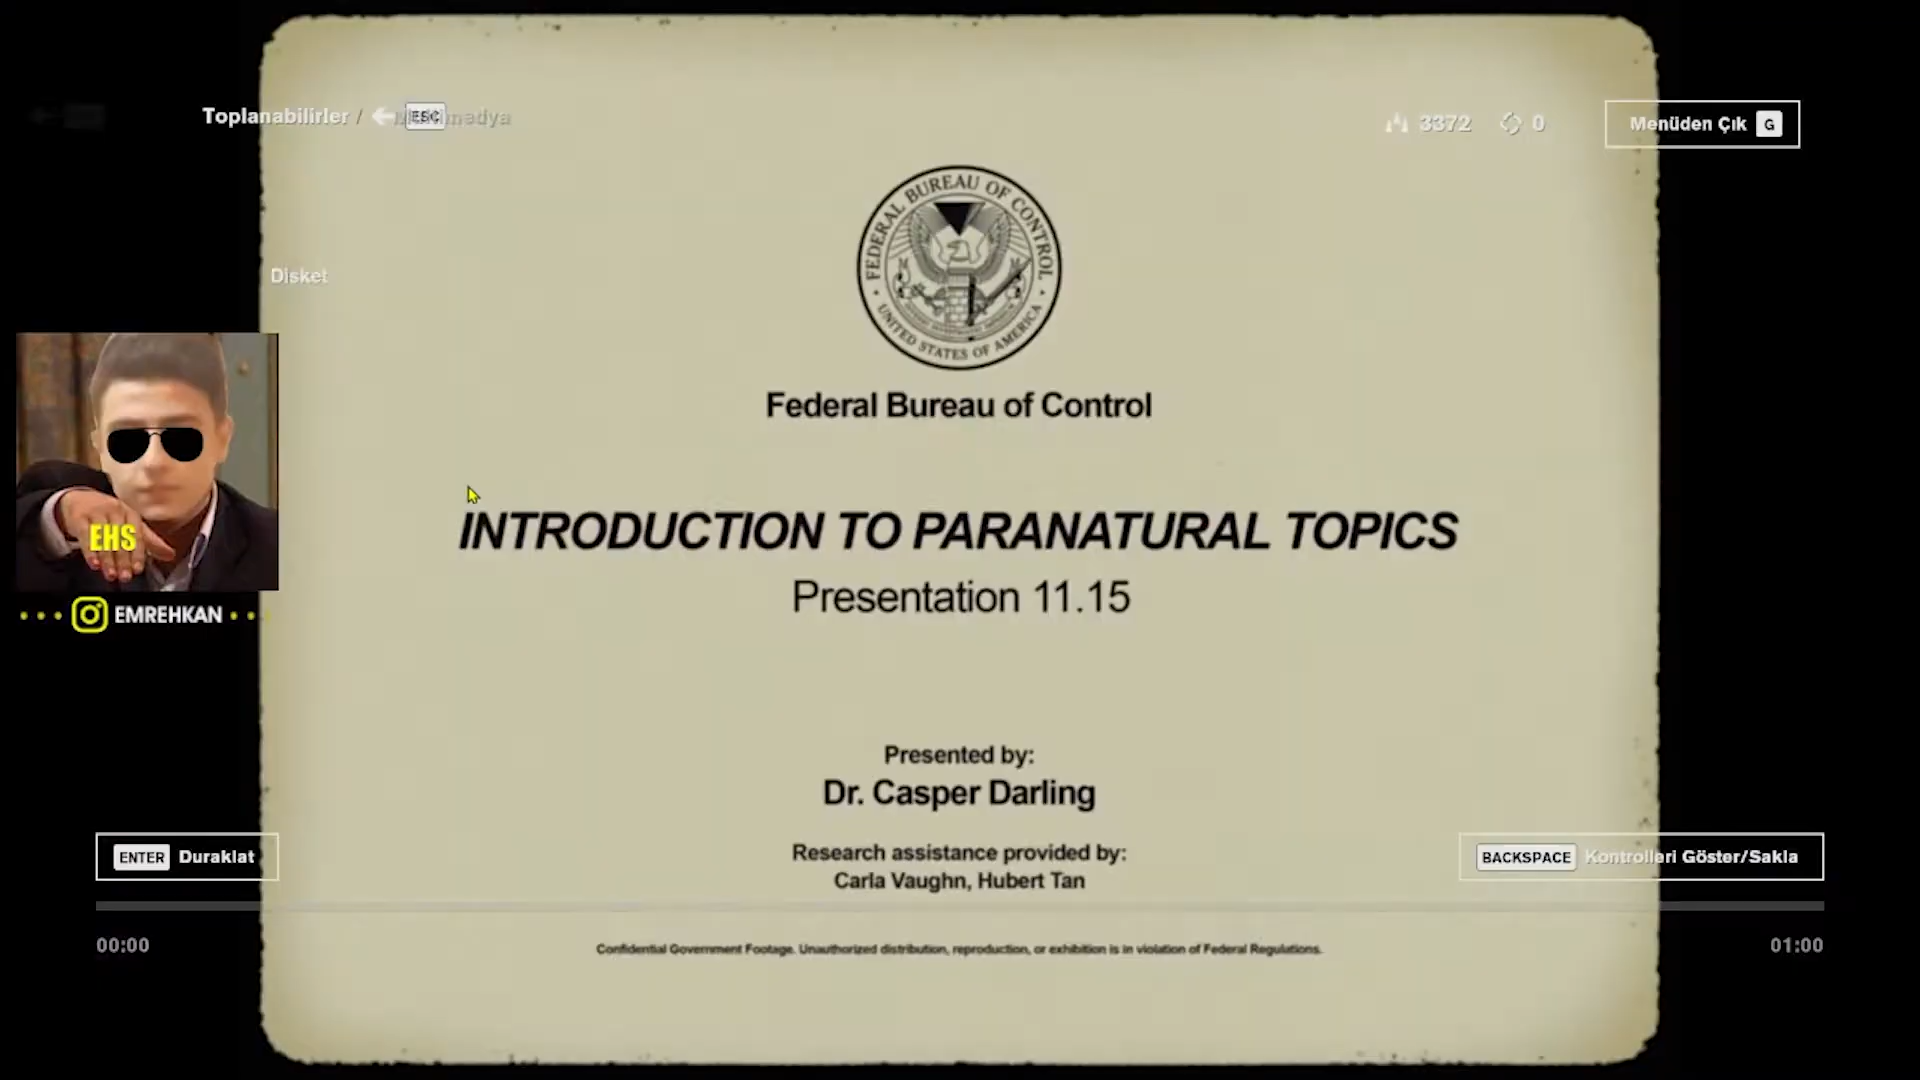 Toplanabilirler / ESC
3372
0
Menüden Çık G
FEDERAL BUREAU OF CONTROL
UNITED STATES OF AMERICA
Disket
Federal Bureau of Control
EHS
INTRODUCTION TO PARANATURAL TOPICS
Presentation 11.15
EMREHKAN
Presented by:
Dr. Casper Darling
Research assistance provided by:
Carla Vaughn, Hubert Tan
ENTER Duraklat
BACKSPACE Kontrolleri Göster/Sakla
00:00
01:00
Confidential Government Footage. Unauthorized distribution, reproduction, or exhibition is in violation of Federal Regulations.